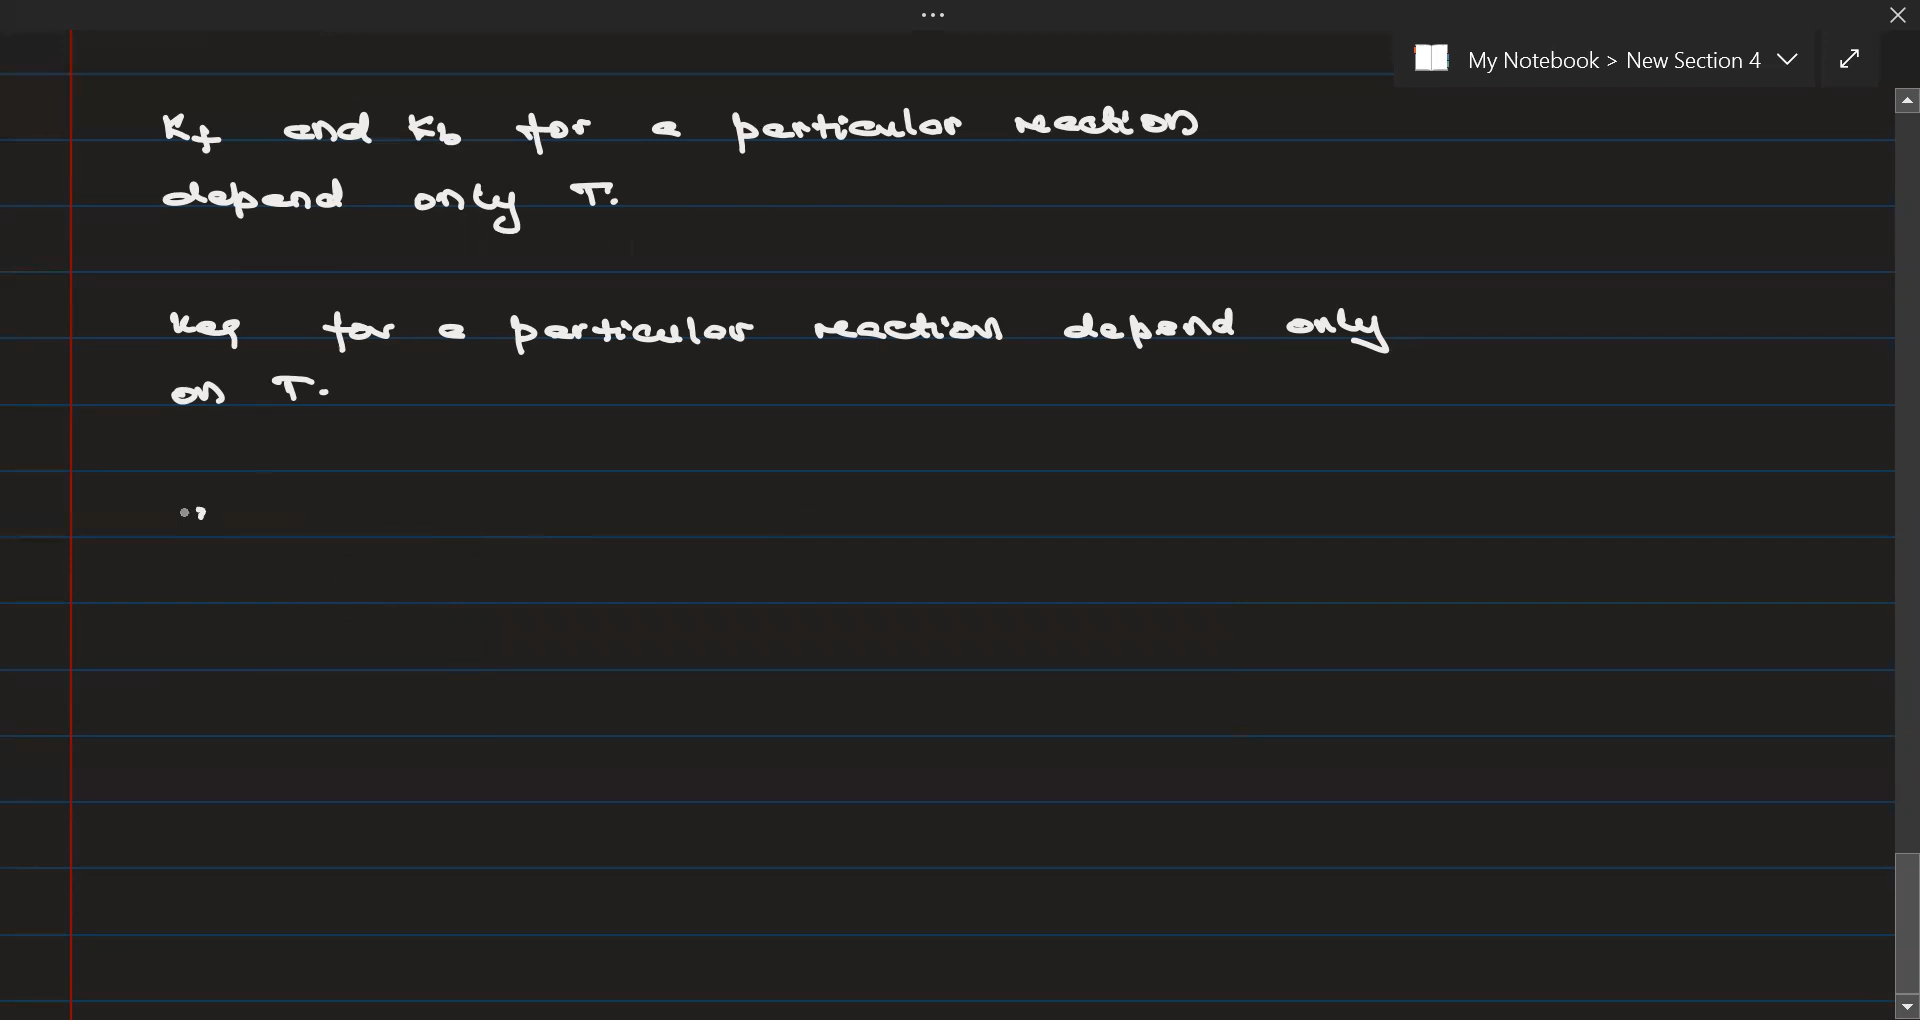 My Notebook > New Section 4
Kf and Kb for a particular reaction
depend only T.
Keq for a particular reaction depend only
on T.